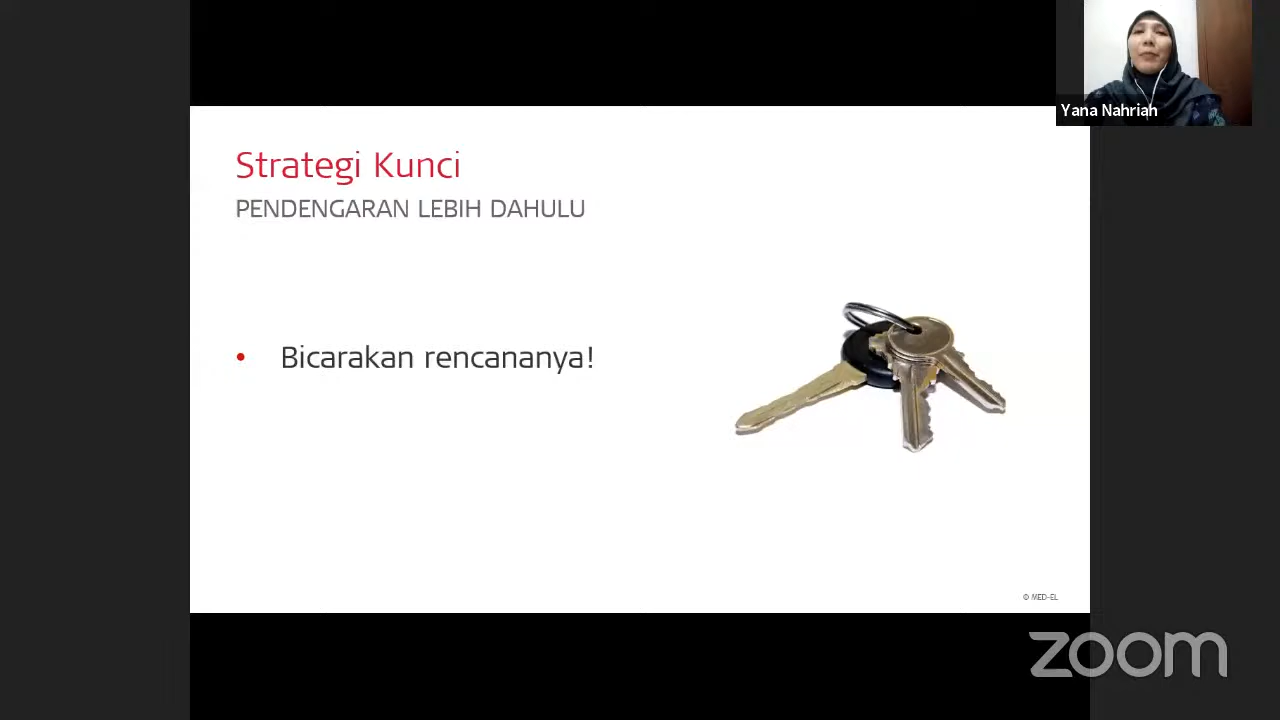 Yana Nahriah
Strategi Kunci
PENDENGARAN LEBIH DAHULU
• Bicarakan rencananya!
© MED-EL
zoom